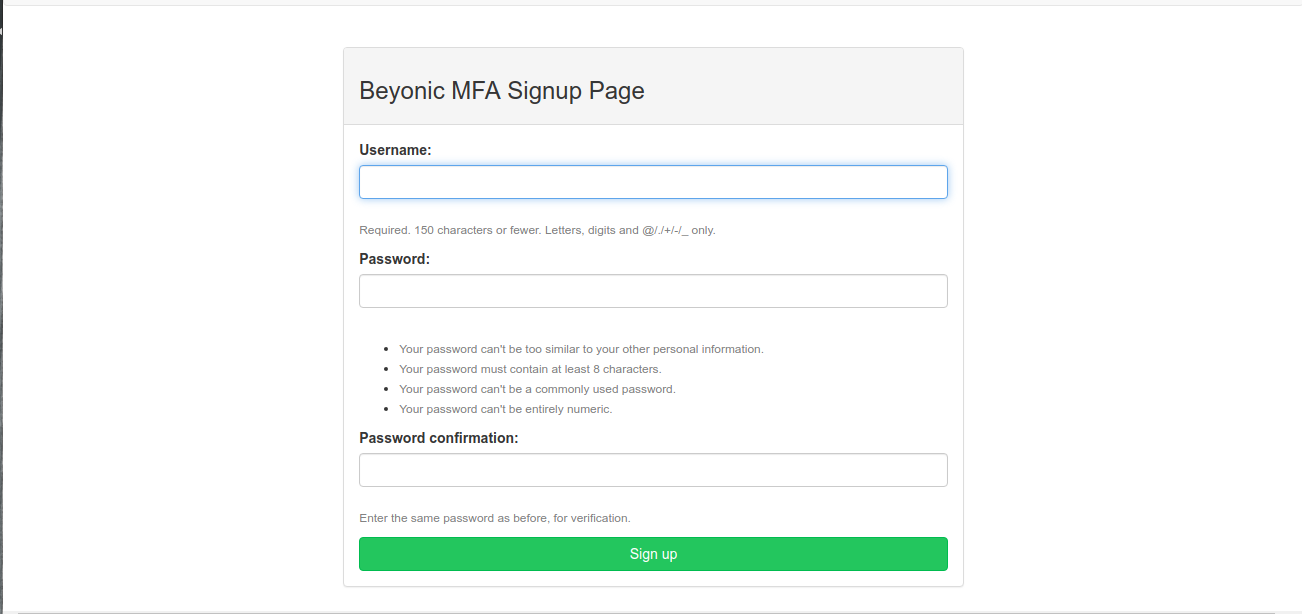 Beyonic MFA Signup Page
Username:
Required. 150 characters or fewer. Letters, digits and @/./+/-/_ only.
Password:
Your password can't be too similar to your other personal information.
Your password must contain at least 8 characters.
Your password can't be a commonly used password.
Your password can't be entirely numeric.
Password confirmation:
Enter the same password as before, for verification.
Sign up